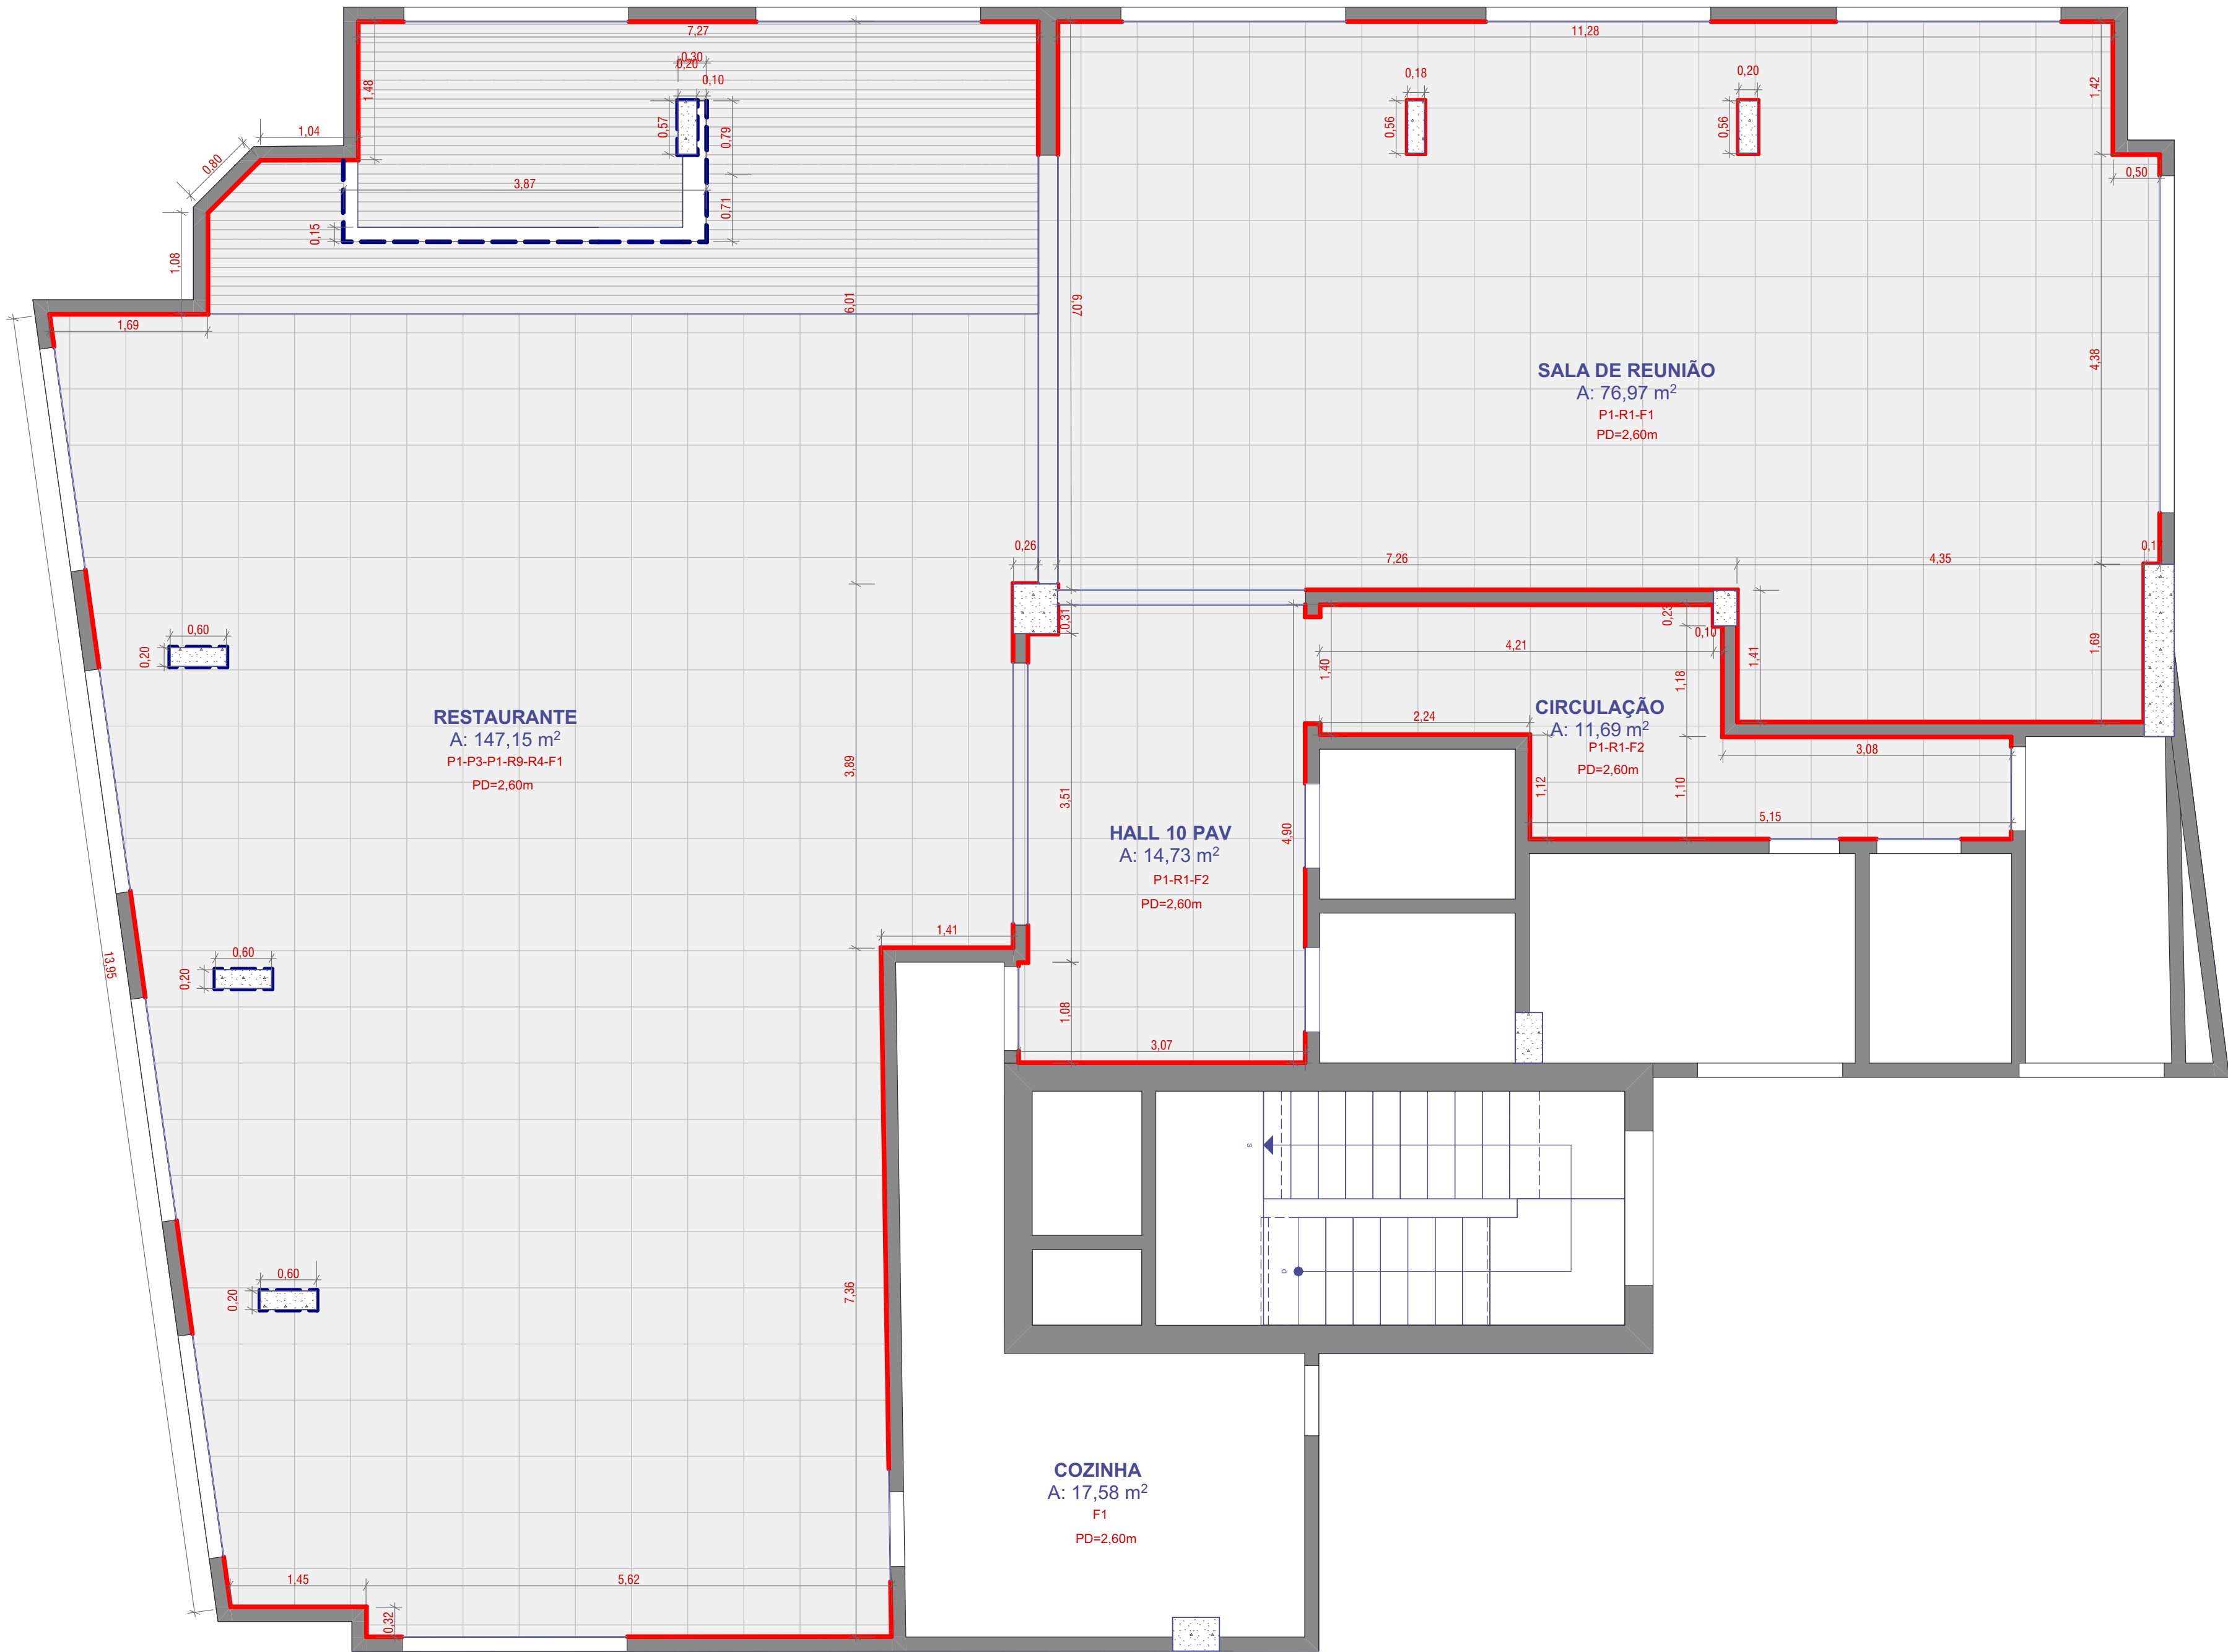 7,27
11,28
0,30
0,20
0,10
0,18
0,20
1,48
0,57
0,79
0,56
0,56
1,42
1,04
0,80
3,87
0,50
0,71
0,15
1,08
6,01
6,07
1,69
SALA DE REUNIÃO
A: 76,97 m²
P1-R1-F1
PD=2,60m
4,38
0,26
7,26
4,35
0,31
0,23
0,10
0,60
0,20
4,21
1,40
1,18
1,41
1,69
RESTAURANTE
A: 147,15 m²
P1-P3-P1-R9-R4-F1
PD=2,60m
2,24
CIRCULAÇÃO
A: 11,69 m²
P1-R1-F2
PD=2,60m
3,08
3,89
3,51
1,12
1,10
4,90
5,15
HALL 10 PAV
A: 14,73 m²
P1-R1-F2
PD=2,60m
1,41
13,95
0,60
0,20
1,08
3,07
S
D
0,60
0,20
7,36
COZINHA
A: 17,58 m²
F1
PD=2,60m
1,45
5,62
0,32